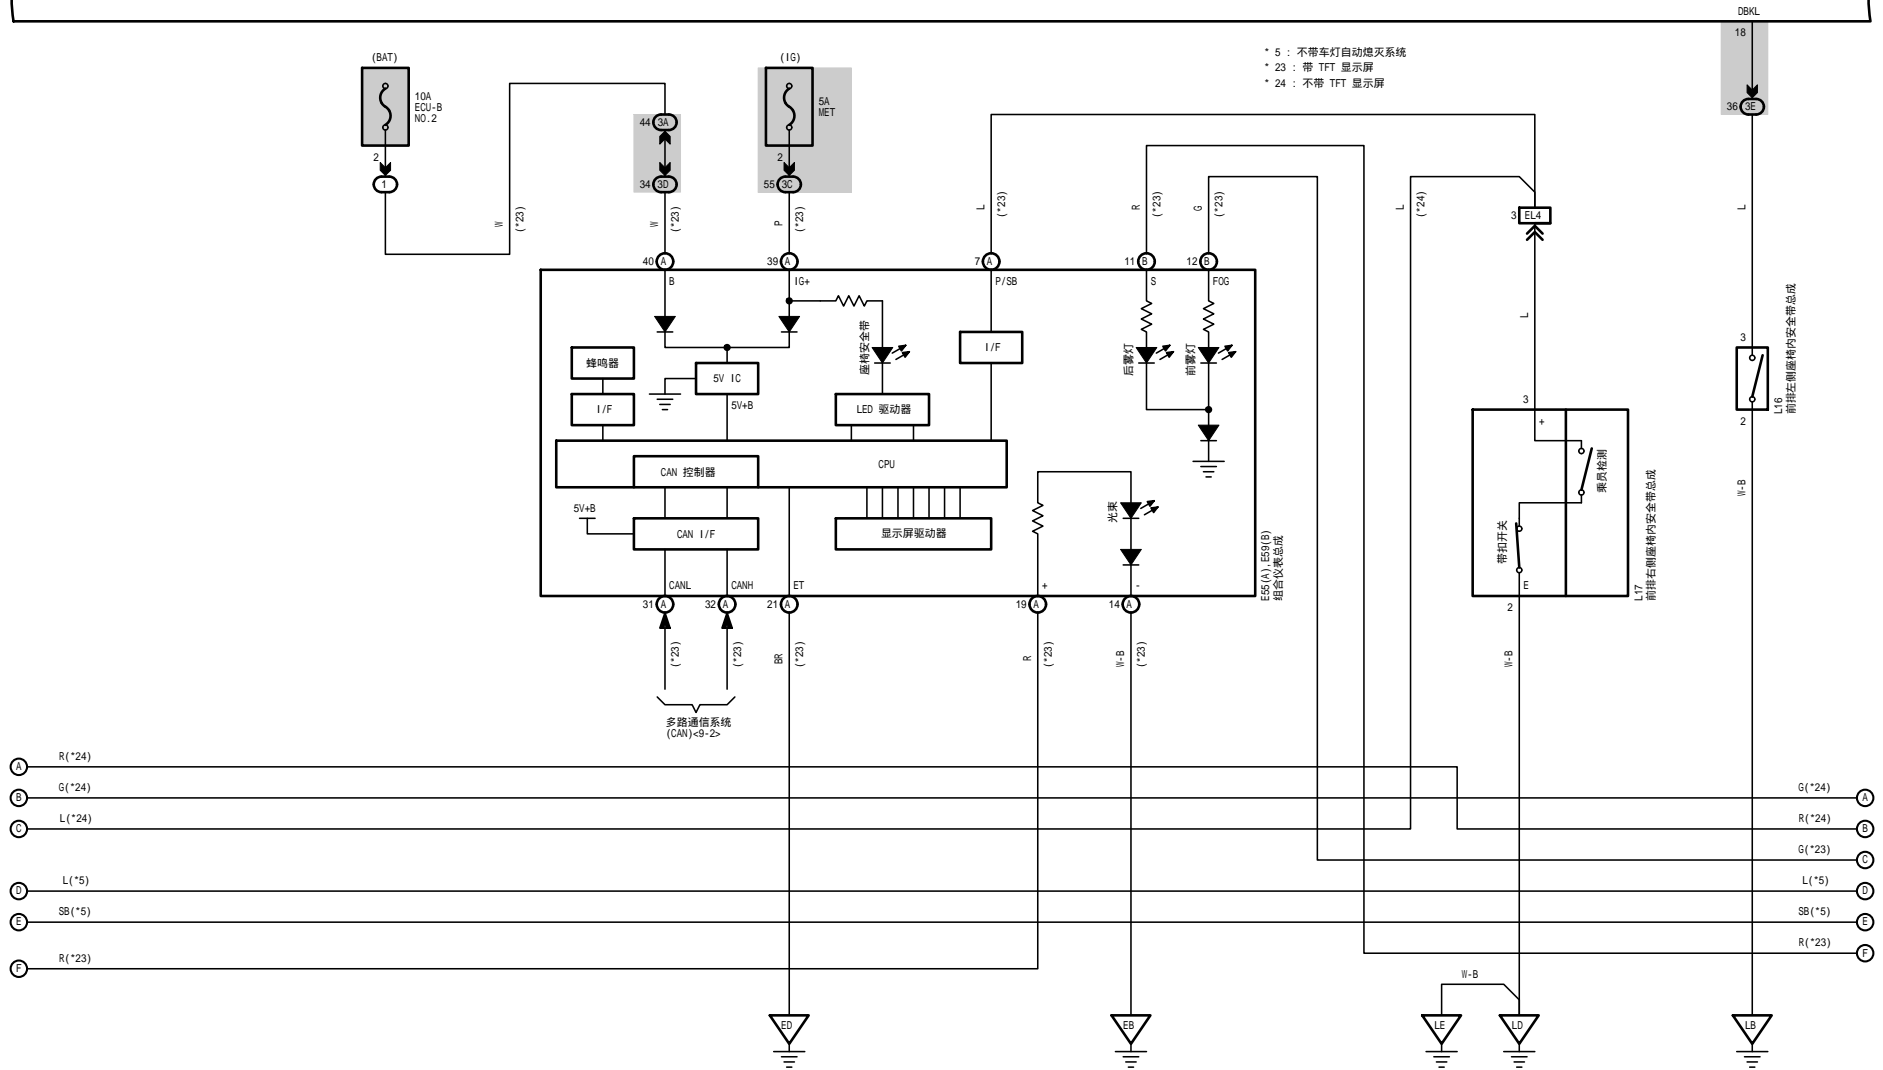 DBKL
18
36 3E
* 5 : 不带车灯自动熄灭系统
* 23 : 带 TFT 显示屏
* 24 : 不带 TFT 显示屏
(BAT)
10A
ECU-B
NO.2
2
1
W
(*23)
44 3A
34 3D
W
(*23)
(IG)
5A
MET
2
55 3C
P
(*23)
L
(*23)
R
(*23)
G
(*23)
L
(*24)
3 EL4
L
L
40 A
39 A
7 A
11 B
12 B
B
IG+
P/SB
S
FOG
座椅安全带
后雾灯
前雾灯
I/F
蜂鸣器
I/F
5V IC
5V+B
LED 驱动器
CPU
CAN 控制器
5V+B
CAN I/F
显示屏驱动器
光束
CANL
CANH
ET
+
-
31 A
32 A
21 A
19 A
14 A
E55(A),E59(B)
组合仪表总成
3
+
乘员检测
带扣开关
E
2
L17
前排右侧座椅内安全带总成
3
2
L16
前排左侧座椅内安全带总成
(*23)
(*23)
BR
(*23)
R
(*23)
W-B
(*23)
W-B
W-B
多路通信系统
(CAN)<9-2>
A R(*24)
B G(*24)
C L(*24)
D L(*5)
E SB(*5)
F R(*23)
G(*24) A
R(*24) B
G(*23) C
L(*5) D
SB(*5) E
R(*23) F
W-B
ED
EB
LE
LD
LB